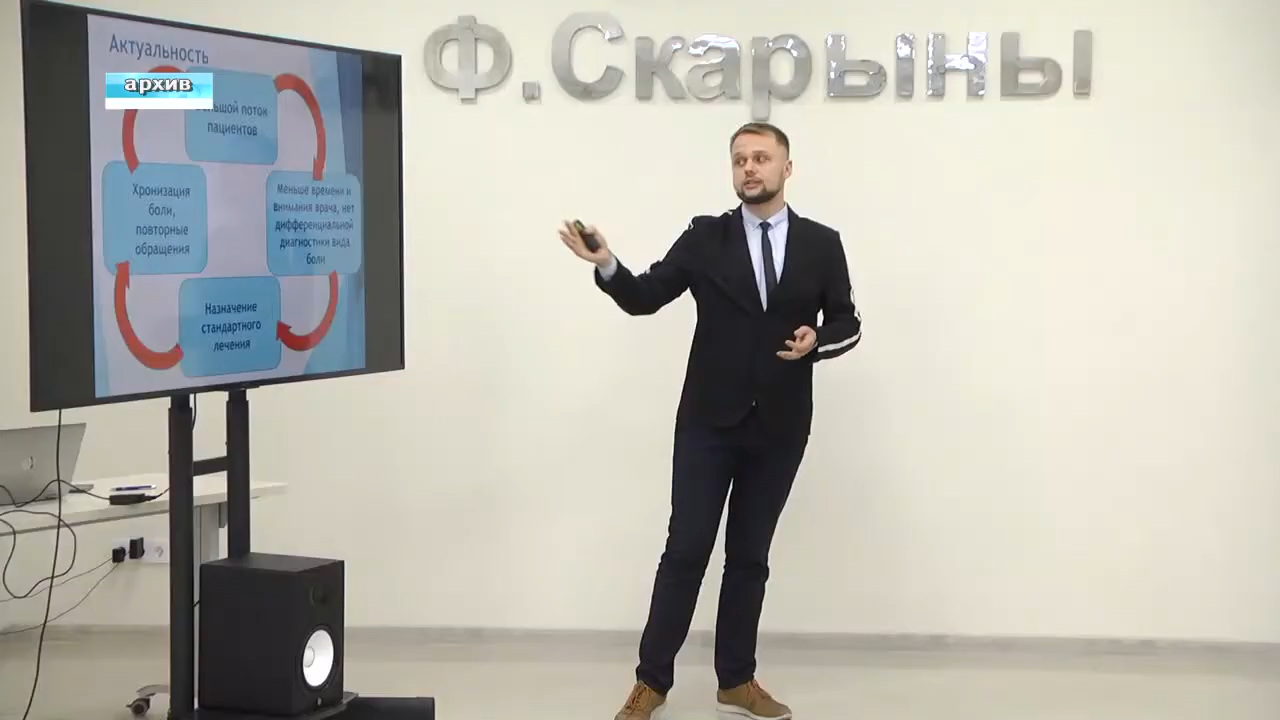 Ф.Скарыны
Актуальность
архив
поток
пациентов
Хронизация
боли,
повторные
обращения
Меньше времени и
внимания врача, нет
дифференциальной
диагностики вида
боли
Назначение
стандартного
лечения